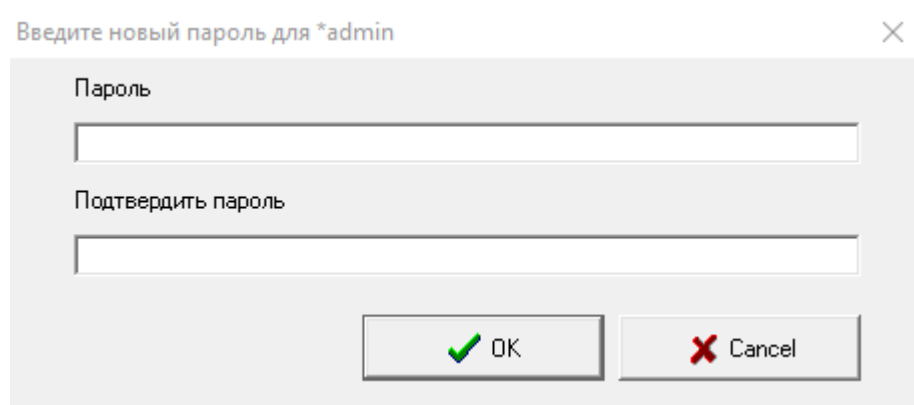 Введите новый пароль для *admin
Пароль
Подтвердить пароль
OK Cancel